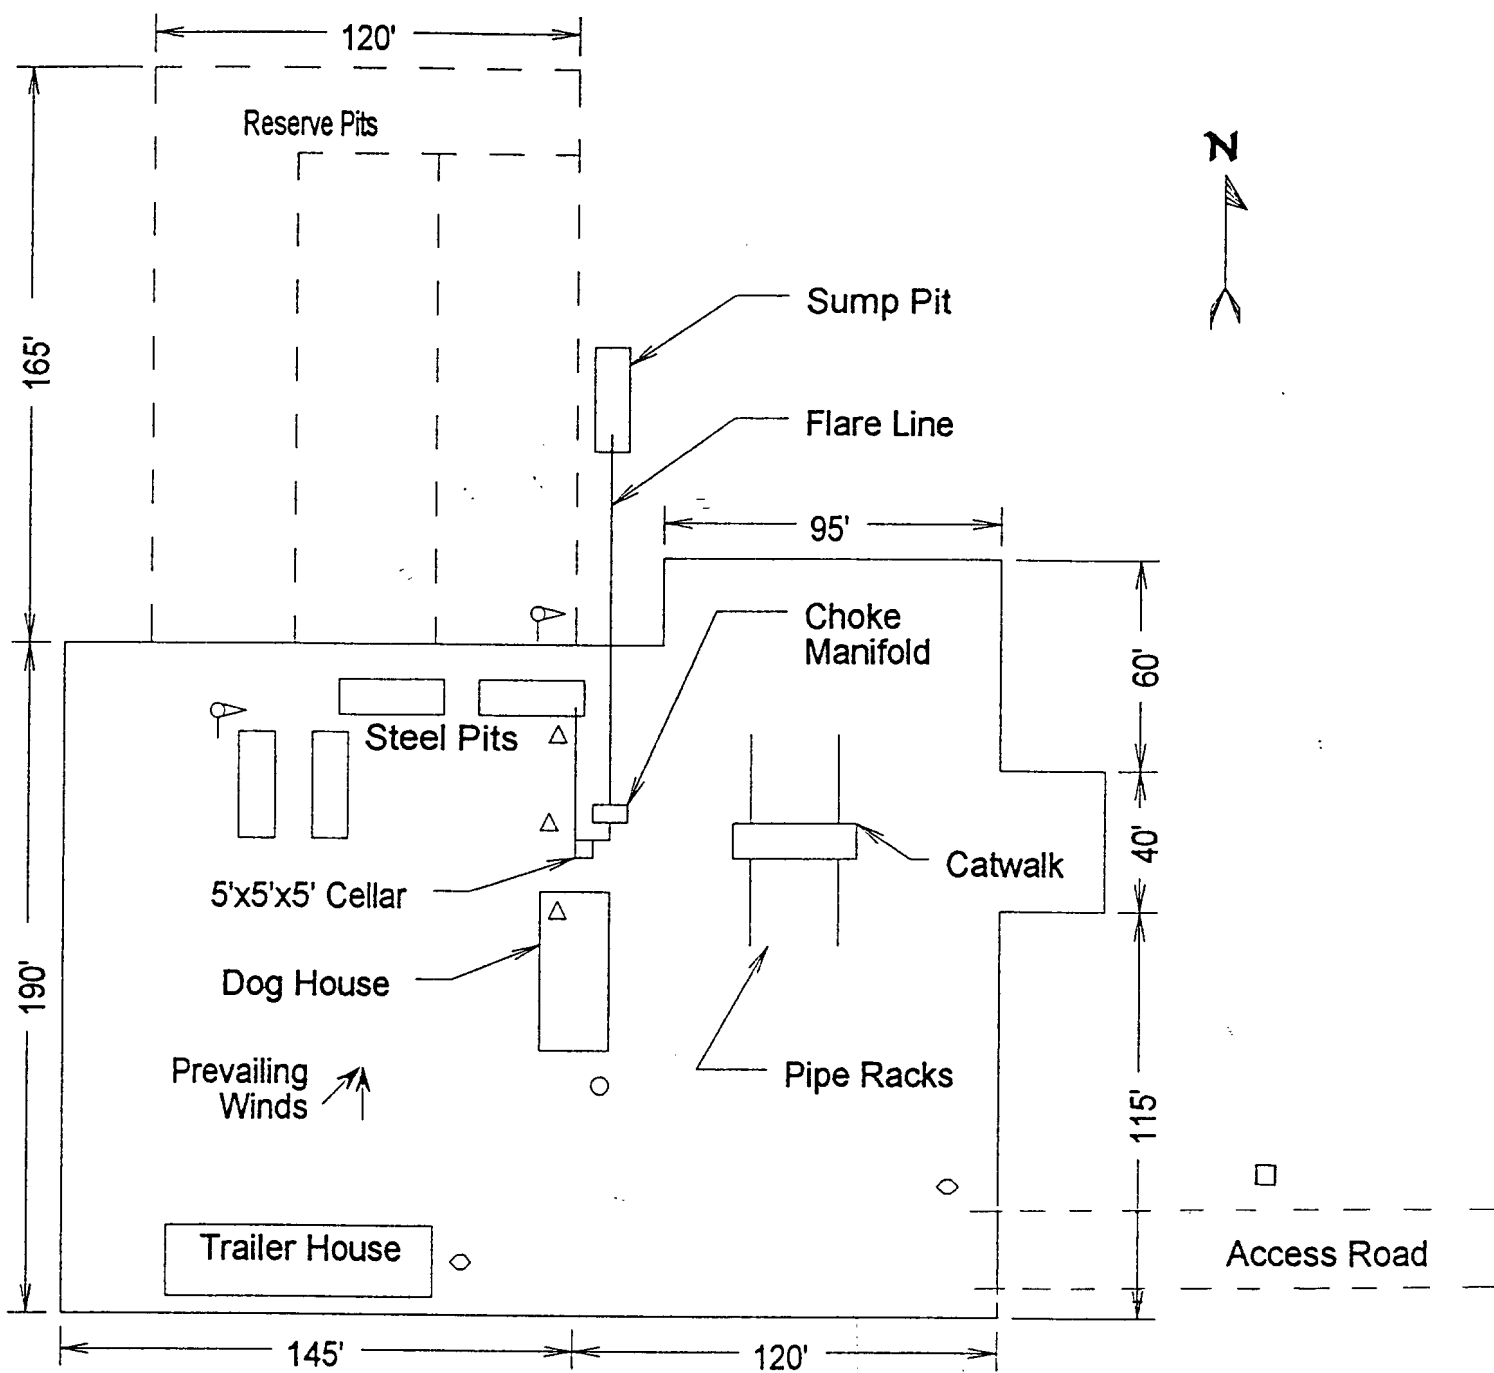 120'
Reserve Pits
N
165'
Sump Pit
Flare Line
95'
Choke
Manifold
60'
Steel Pits
40'
Catwalk
5'x5'x5' Cellar
190'
Dog House
Prevailing
Winds
Pipe Racks
115'
Trailer House
Access Road
145'
120'